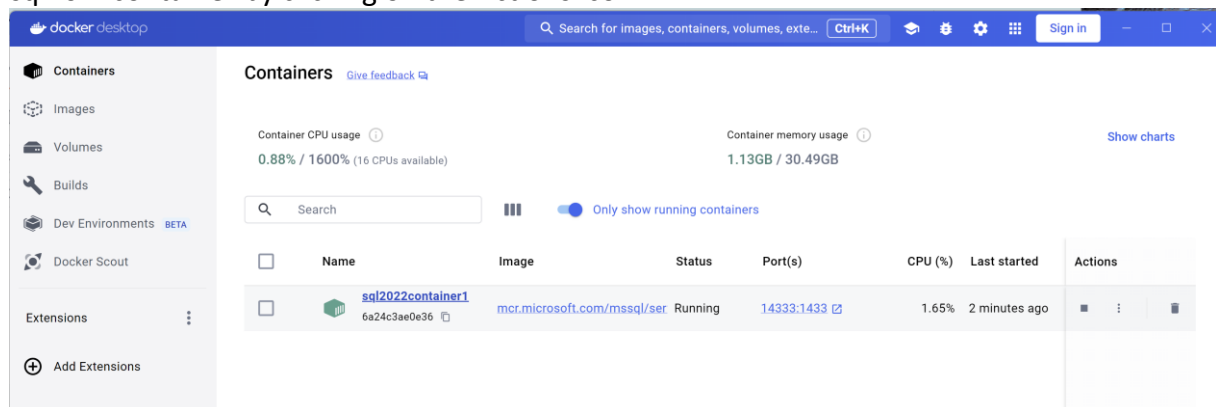 docker desktop
Search for images, containers, volumes, exte... Ctrl+K
Sign in
Containers
Images
Volumes
Builds
Dev Environments BETA
Docker Scout
Extensions
Add Extensions
Containers Give feedback
Container CPU usage
0.88% / 1600% (16 CPUs available)
Container memory usage
1.13GB / 30.49GB
Show charts
Search
Only show running containers
Name Image Status Port(s) CPU (%) Last started Actions
sql2022container1
6a24c3ae0e36
mcr.microsoft.com/mssql/ser Running 14333:1433 1.65% 2 minutes ago